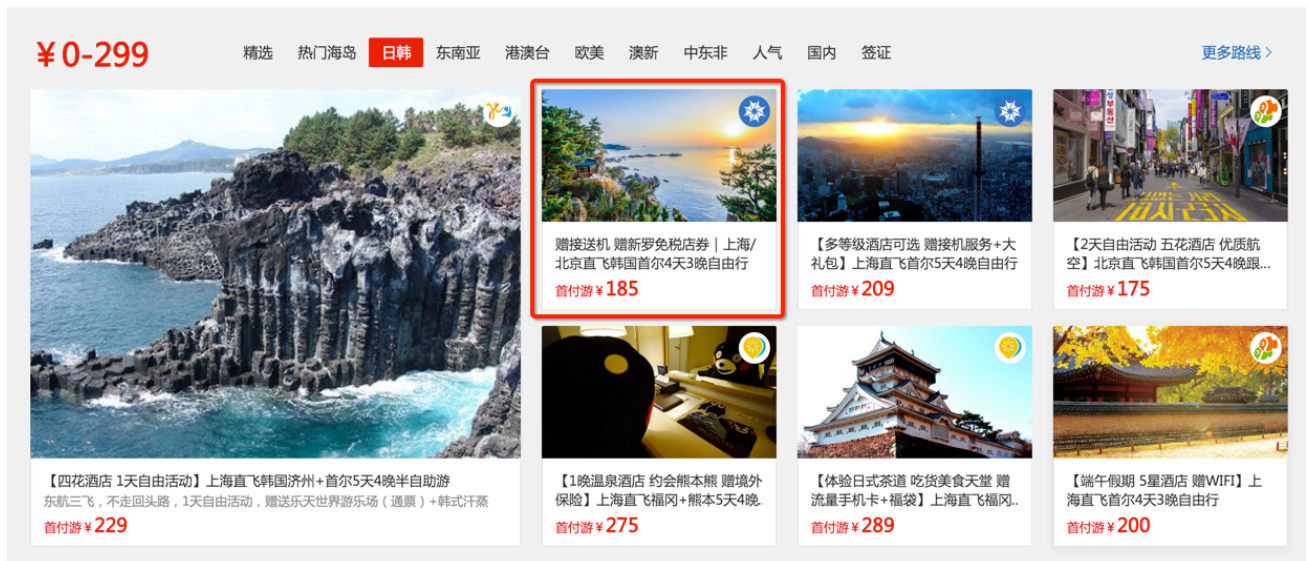 ¥0-299
精选 热门海岛 日韩 东南亚 港澳台 欧美 澳新 中东非 人气 国内 签证
更多路线 >
【四花酒店 1天自由活动】上海直飞韩国济州+首尔5天4晚半自助游
东航三飞，不走回头路，1天自由活动，赠送乐天世界游乐场（通票）+韩式汗蒸
首付游¥229
赠接送机 赠新罗免税店券｜上海/
北京直飞韩国首尔4天3晚自由行
首付游¥185
【多等级酒店可选 赠接机服务+大
礼包】上海直飞首尔5天4晚自由行
首付游¥209
부동산
【2天自由活动 五花酒店 优质航
空】北京直飞韩国首尔5天4晚跟...
首付游¥175
【1晚温泉酒店 约会熊本熊 赠境外
保险】上海直飞福冈+熊本5天4晚..
首付游¥275
【体验日式茶道 吃货美食天堂 赠
流量手机卡+福袋】上海直飞福冈..
首付游¥289
【端午假期 5星酒店 赠WIFI】上
海直飞首尔4天3晚自由行
首付游¥200